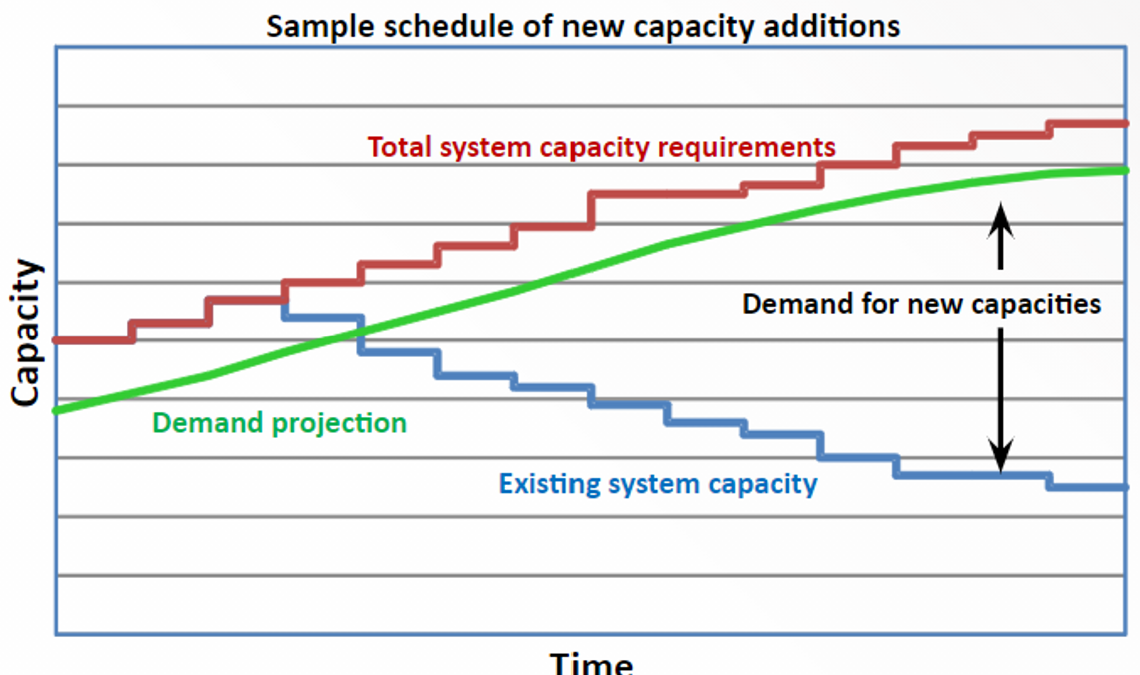 Sample schedule of new capacity additions
Total system capacity requirements
Capacity
Demand for new capacities
Demand projection
Existing system capacity
Time